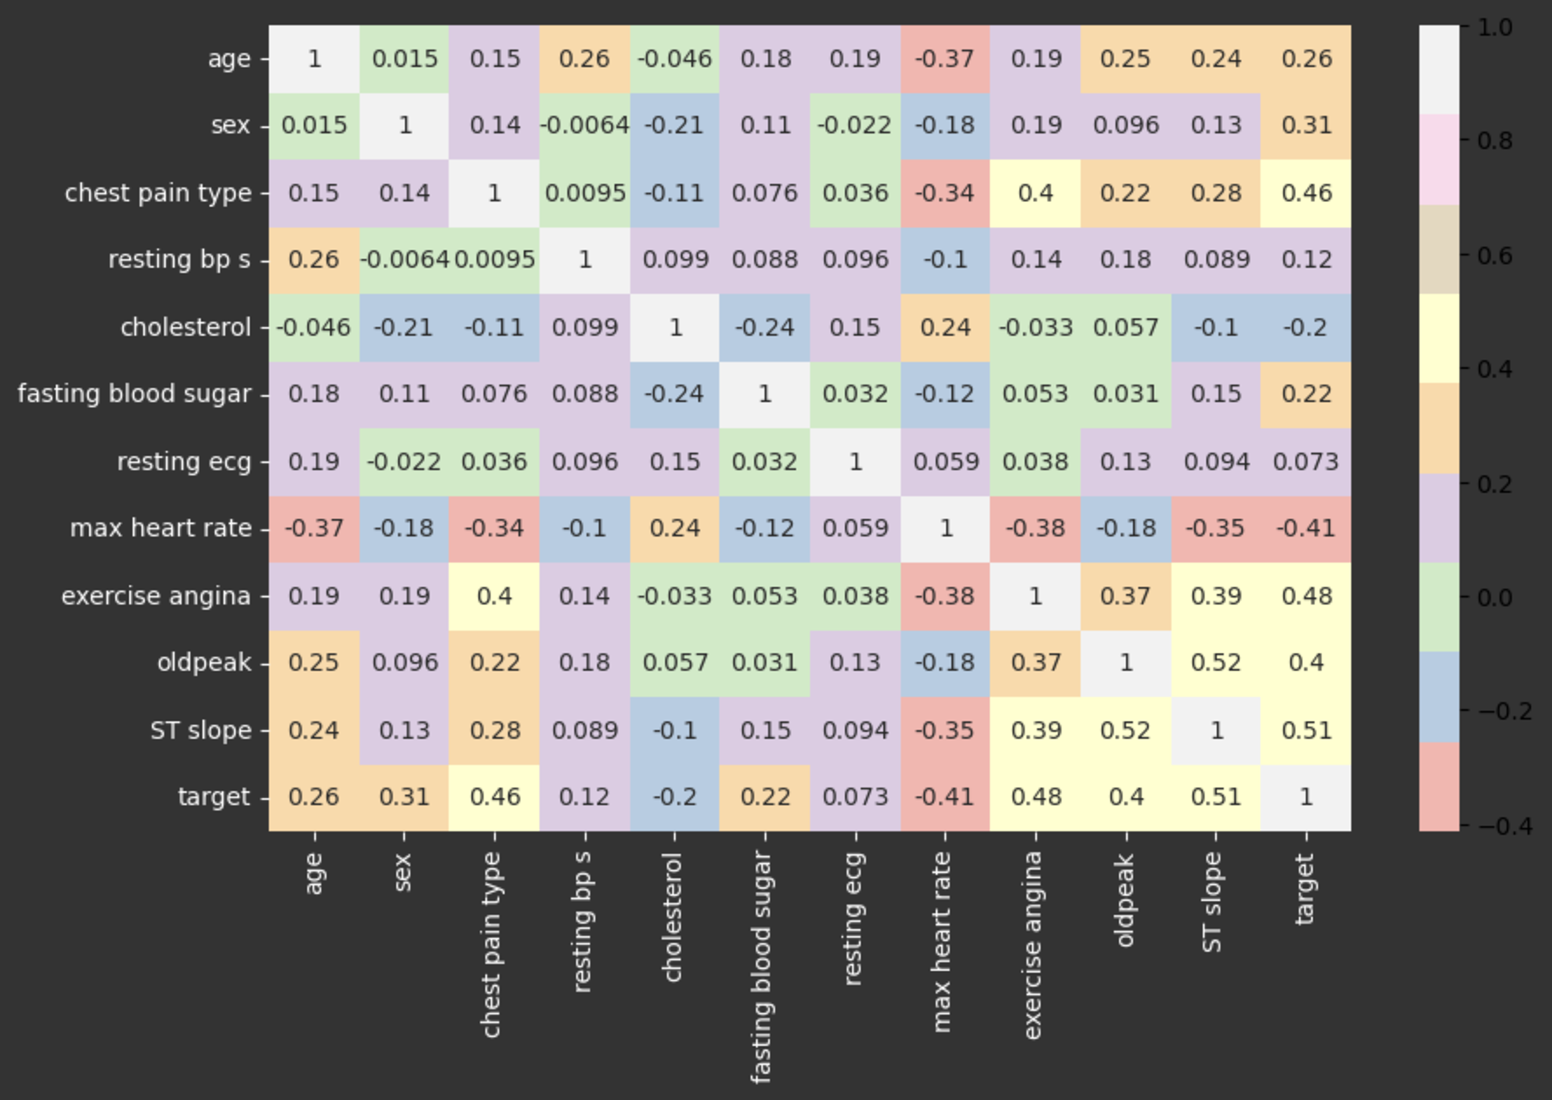 age 1 0.015 0.15 0.26 -0.046 0.18 0.19 -0.37 0.19 0.25 0.24 0.26
sex 0.015 1 0.14 -0.0064 -0.21 0.11 -0.022 -0.18 0.19 0.096 0.13 0.31
chest pain type 0.15 0.14 1 0.0095 -0.11 0.076 0.036 -0.34 0.4 0.22 0.28 0.46
resting bp s 0.26 -0.0064 0.0095 1 0.099 0.088 0.096 -0.1 0.14 0.18 0.089 0.12
cholesterol -0.046 -0.21 -0.11 0.099 1 -0.24 0.15 0.24 -0.033 0.057 -0.1 -0.2
fasting blood sugar 0.18 0.11 0.076 0.088 -0.24 1 0.032 -0.12 0.053 0.031 0.15 0.22
resting ecg 0.19 -0.022 0.036 0.096 0.15 0.032 1 0.059 0.038 0.13 0.094 0.073
max heart rate -0.37 -0.18 -0.34 -0.1 0.24 -0.12 0.059 1 -0.38 -0.18 -0.35 -0.41
exercise angina 0.19 0.19 0.4 0.14 -0.033 0.053 0.038 -0.38 1 0.37 0.39 0.48
oldpeak 0.25 0.096 0.22 0.18 0.057 0.031 0.13 -0.18 0.37 1 0.52 0.4
ST slope 0.24 0.13 0.28 0.089 -0.1 0.15 0.094 -0.35 0.39 0.52 1 0.51
target 0.26 0.31 0.46 0.12 -0.2 0.22 0.073 -0.41 0.48 0.4 0.51 1
age
sex
chest pain type
resting bp s
cholesterol
fasting blood sugar
resting ecg
max heart rate
exercise angina
oldpeak
ST slope
target
1.0
0.8
0.6
0.4
0.2
0.0
−0.2
−0.4